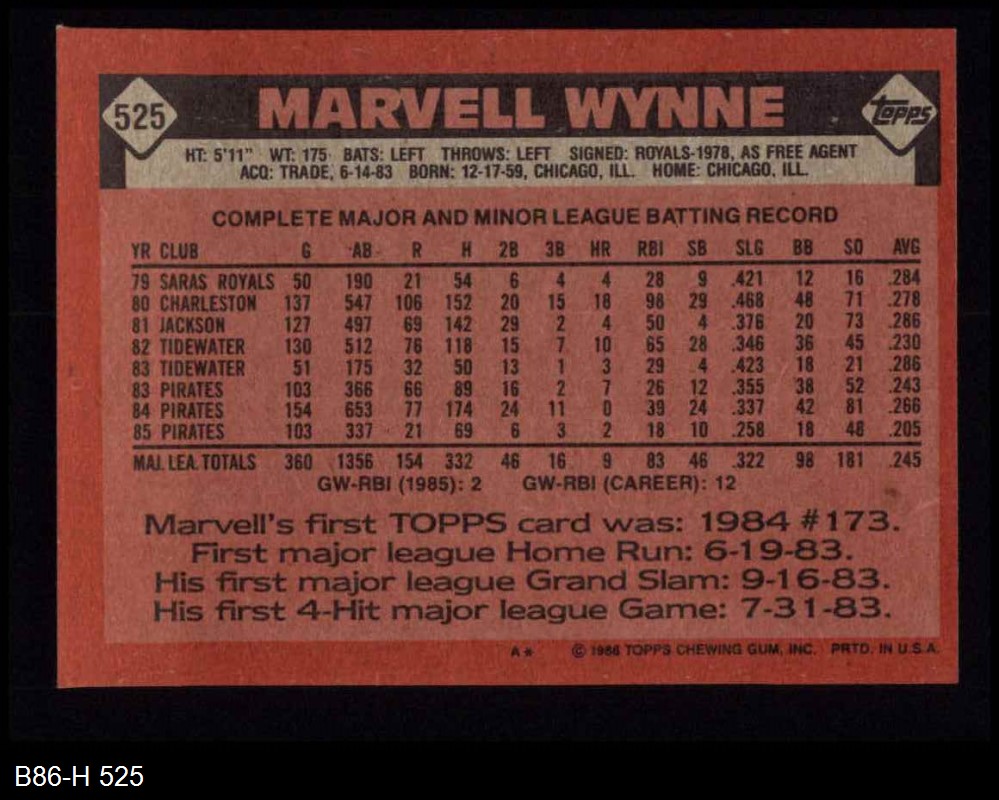 525 MARVELL WYNNE TOPPS
HT: 5'11" WT: 175 BATS: LEFT THROWS: LEFT SIGNED: ROYALS-1978, AS FREE AGENT
ACQ: TRADE, 6-14-83 BORN: 12-17-59, CHICAGO, ILL. HOME: CHICAGO, ILL.
COMPLETE MAJOR AND MINOR LEAGUE BATTING RECORD
YR CLUB G AB R H 2B 3B HR RBI SB SLG BB SO AVG
79 SARAS ROYALS 50 190 21 54 6 4 4 28 9 .421 12 16 .284
80 CHARLESTON 137 547 106 152 20 15 18 98 29 .468 48 71 .278
81 JACKSON 127 497 69 142 29 2 4 50 4 .376 20 73 .286
82 TIDEWATER 130 512 76 118 15 7 10 65 28 .346 36 45 .230
83 TIDEWATER 51 175 32 50 13 1 3 29 4 .423 18 21 .286
83 PIRATES 103 366 66 89 16 2 7 26 12 .355 38 52 .243
84 PIRATES 154 653 77 174 24 11 0 39 24 .337 42 81 .266
85 PIRATES 103 337 21 69 6 3 2 18 10 .258 18 48 .205
MAJ. LEA. TOTALS 360 1356 154 332 46 16 9 83 46 .322 98 181 .245
GW-RBI (1985): 2 GW-RBI (CAREER): 12
Marvell's first TOPPS card was: 1984 #173.
First major league Home Run: 6-19-83.
His first major league Grand Slam: 9-16-83.
His first 4-Hit major league Game: 7-31-83.
A* © 1986 TOPPS CHEWING GUM, INC. PRTD. IN U.S.A.
B86-H 525